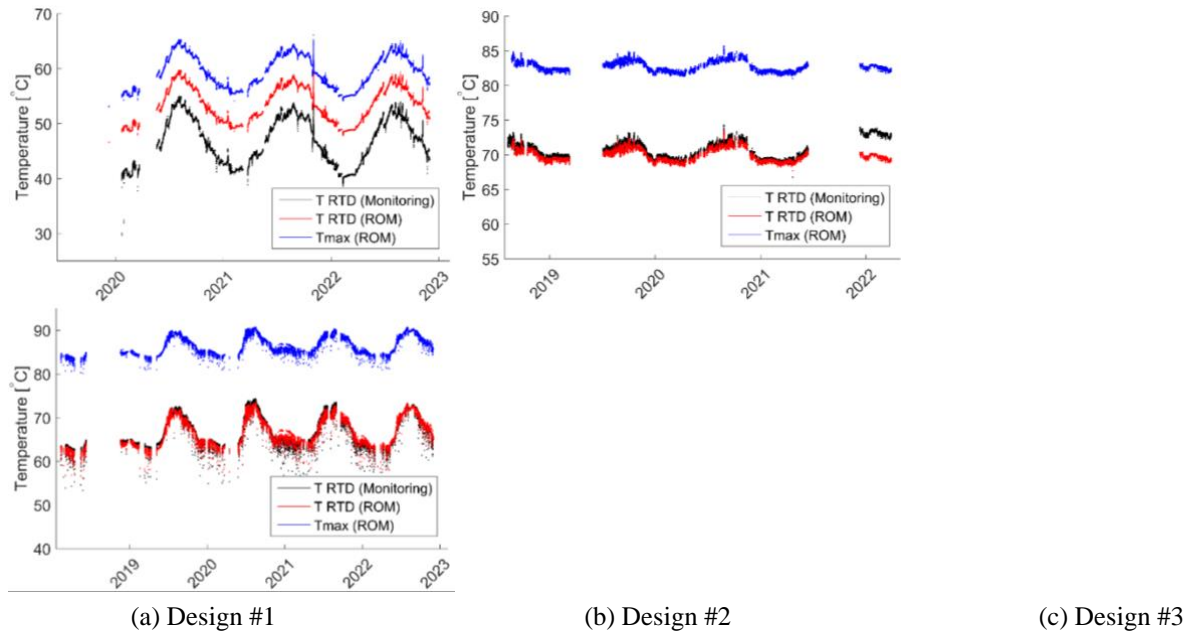 70
60
50
40
30
Temperature [°C]
T RTD (Monitoring)
T RTD (ROM)
Tmax (ROM)
2020
2021
2022
2023
90
85
80
75
70
65
60
55
Temperature [°C]
T RTD (Monitoring)
T RTD (ROM)
Tmax (ROM)
2019
2020
2021
2022
90
80
70
60
50
40
Temperature [°C]
T RTD (Monitoring)
T RTD (ROM)
Tmax (ROM)
2019
2020
2021
2022
2023
(a) Design #1
(b) Design #2
(c) Design #3